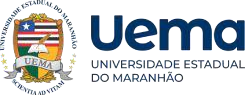 UNIVERSIDADE ESTADUAL DO MARANHÃO
UEMA
SCIENTIA AD VITAM
Uema
UNIVERSIDADE ESTADUAL
DO MARANHÃO